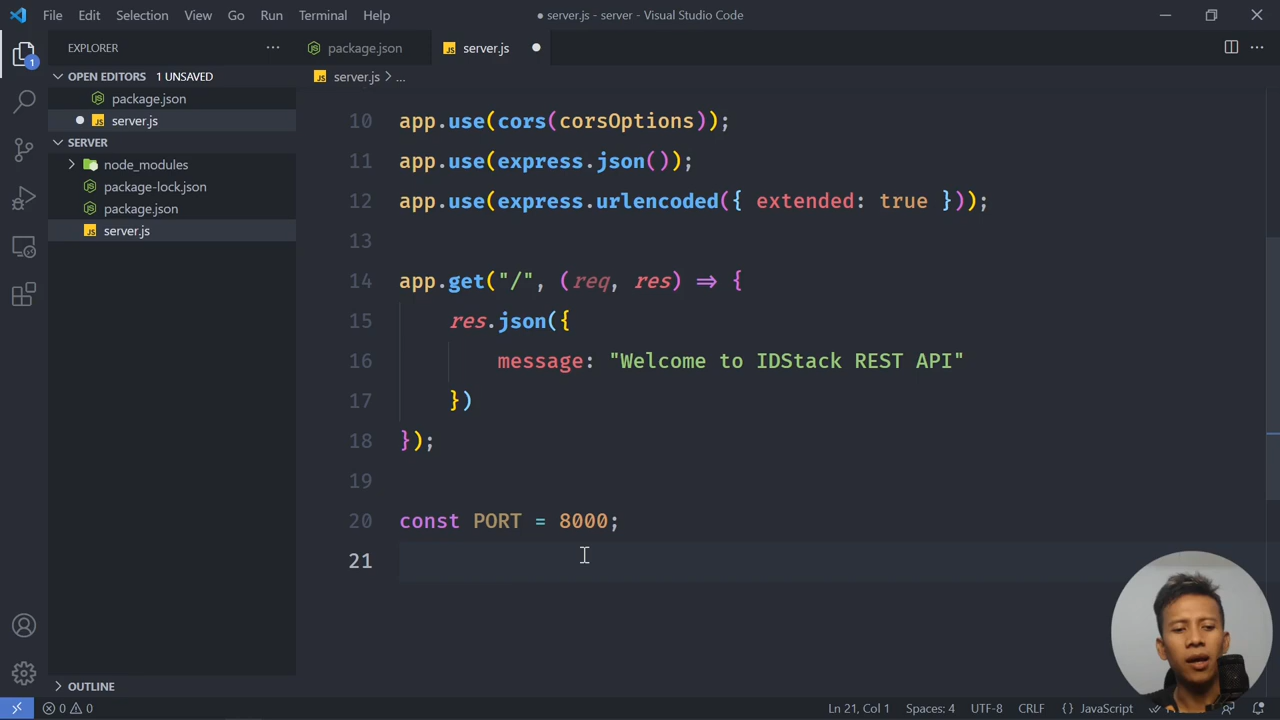 File Edit Selection View Go Run Terminal Help
● server.js - server - Visual Studio Code
EXPLORER
package.json
server.js
OPEN EDITORS 1 UNSAVED
server.js > ...
package.json
server.js
SERVER
node_modules
package-lock.json
package.json
server.js
10 app.use(cors(corsOptions));
11 app.use(express.json());
12 app.use(express.urlencoded({ extended: true }));
13
14 app.get("/", (req, res) => {
15 res.json({
16 message: "Welcome to IDStack REST API"
17 })
18 });
19
20 const PORT = 8000;
21
1
OUTLINE
0 0 Ln 21, Col 1 Spaces: 4 UTF-8 CRLF {} JavaScript